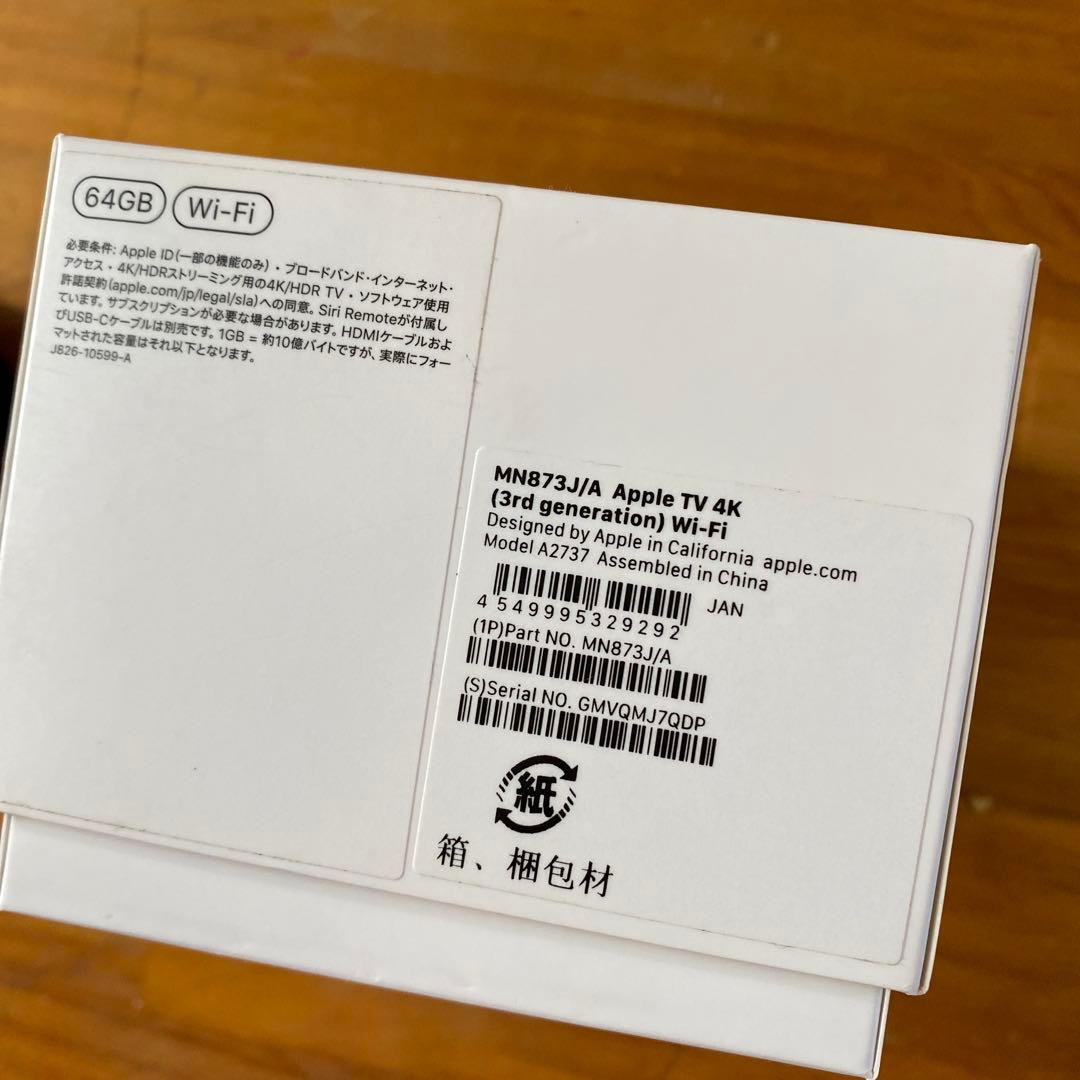 64GB Wi-Fi
必要条件: Apple ID(一部の機能のみ)・ブロードバンド・インターネット・
アクセス・4K/HDRストリーミング用の4K/HDR TV・ソフトウェア使用
許諾契約(apple.com/jp/legal/sla)への同意。Siri Remoteが付属し
ています。サブスクリプションが必要な場合があります。HDMIケーブルおよ
びUSB-Cケーブルは別売です。1GB = 約10億バイトですが、実際にフォー
マットされた容量はそれ以下となります。
J826-10599-A
MN873J/A Apple TV 4K
(3rd generation) Wi-Fi
Designed by Apple in California apple.com
Model A2737 Assembled in China
JAN
4549995329292
(1P)Part NO. MN873J/A
(S)Serial NO. GMVQMJ7QDP
紙
箱、梱包材